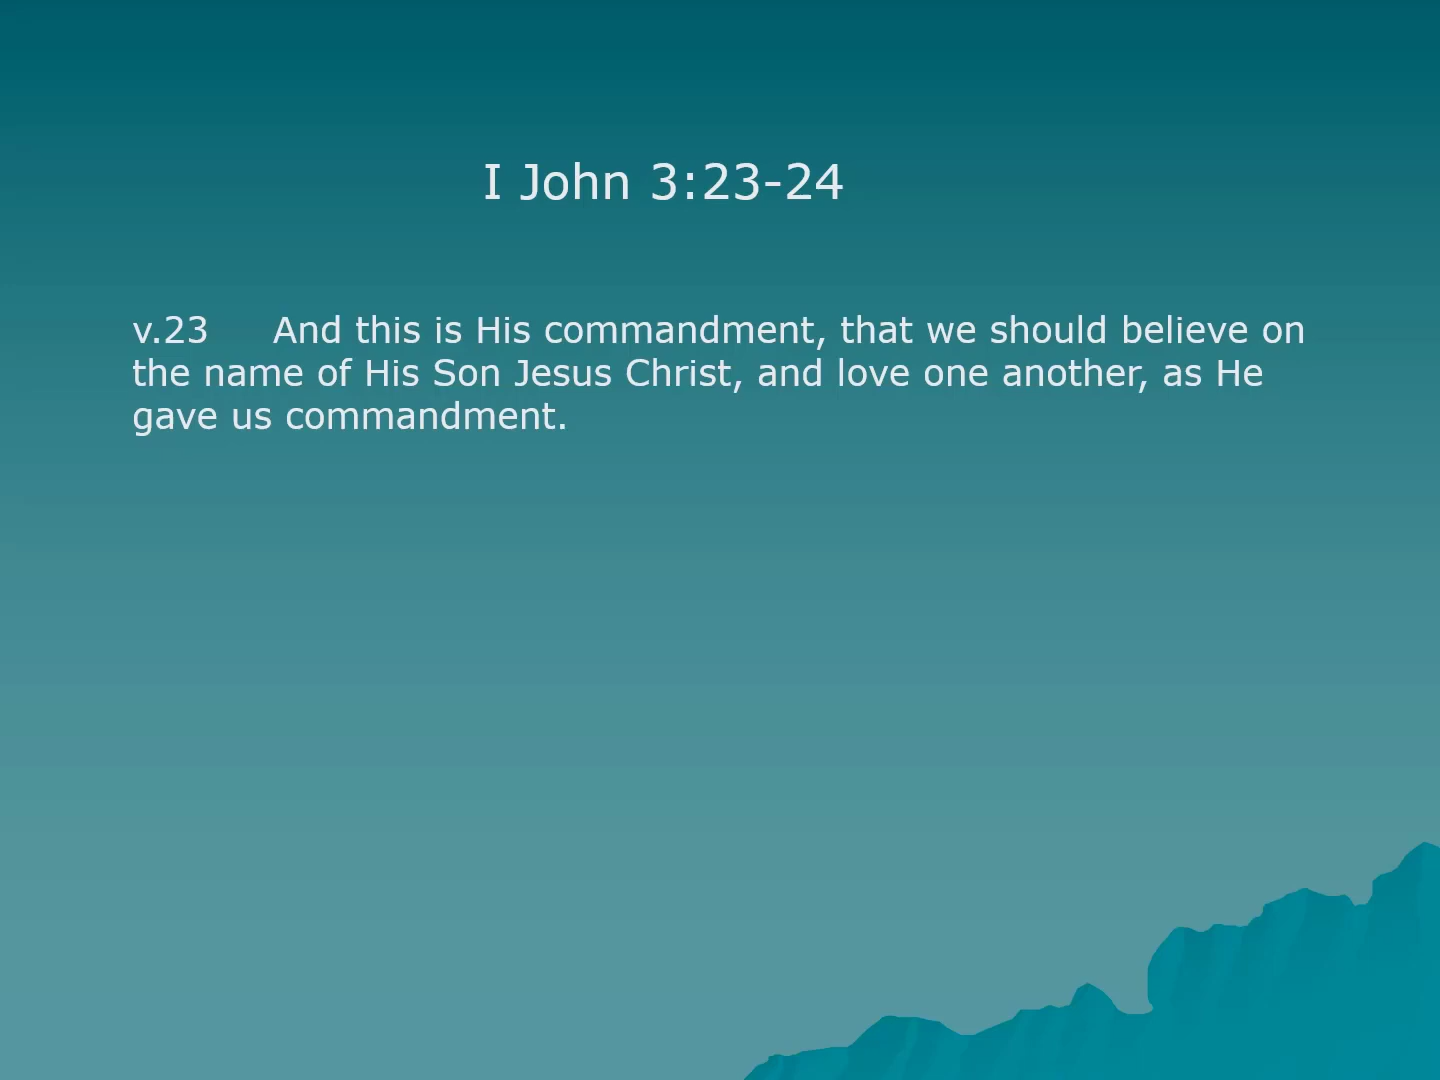 I John 3:23-24
v.23 And this is His commandment, that we should believe on
the name of His Son Jesus Christ, and love one another, as He
gave us commandment.